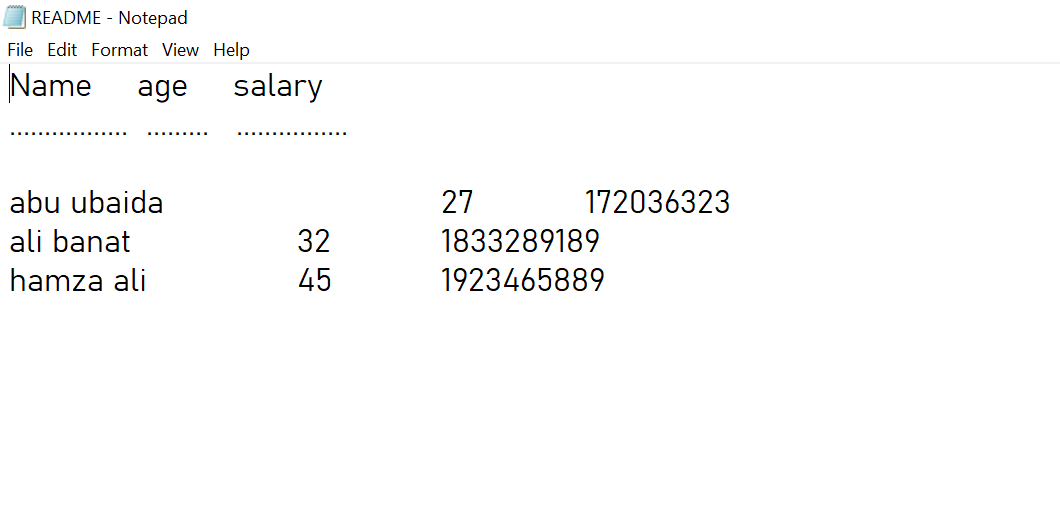 README - Notepad
File Edit Format View Help
Name age salary
................. ......... ................
abu ubaida 27 172036323
ali banat 32 1833289189
hamza ali 45 1923465889